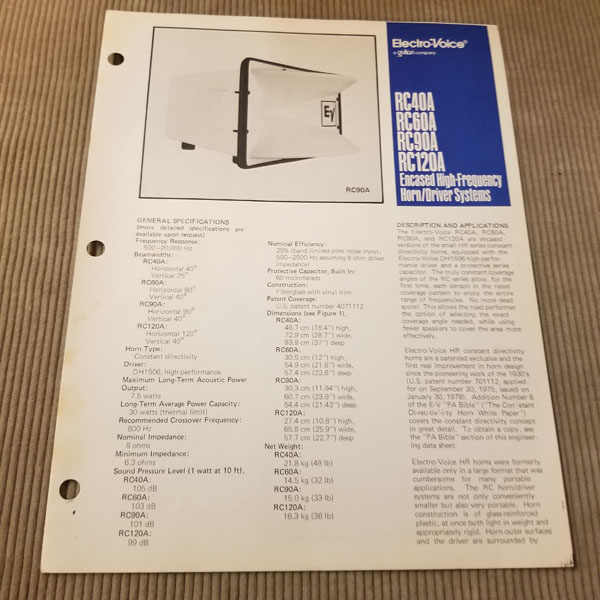 Electro-Voice®
a gulton company
RC40A
RC60A
RC90A
RC120A
Encased High-Frequency
Horn/Driver Systems
EV
RC90A
GENERAL SPECIFICATIONS
(more detailed specifications are
available upon request)
Frequency Response:
500-20,000 Hz
Beamwidths:
RC40A:
Horizontal 40°
Vertical 25°
RC60A:
Horizontal 60°
Vertical 40°
RC90A:
Horizontal 90°
Vertical 40°
RC120A:
Horizontal 120°
Vertical 40°
Horn Type:
Constant directivity
Driver:
DH1506, high performance
Maximum Long-Term Acoustic Power
Output:
7.5 watts
Long-Term Average Power Capacity:
30 watts (thermal limit)
Recommended Crossover Frequency:
800 Hz
Nominal Impedance:
8 ohms
Minimum Impedance:
6.3 ohms
Sound Pressure Level (1 watt at 10 ft),
RC40A:
105 dB
RC60A:
103 dB
RC90A:
101 dB
RC120A:
99 dB
Nominal Efficiency:
25% (band limited pink noise input,
500-2500 Hz assuming 8 ohm driver
impedance)
Protective Capacitor, Built In:
60 microfarads
Construction:
Fiberglass with vinyl trim
Patent Coverage:
U.S. patent number 4071112
Dimensions (see Figure 1),
RC40A:
46.7 cm (18.4") high,
72.9 cm (28.7") wide,
93.9 cm (37") deep
RC60A:
30.5 cm (12") high,
54.9 cm (21.6") wide,
57.4 cm (22.6") deep
RC90A:
30.3 cm (11.94") high,
60.7 cm (23.9") wide,
54.4 cm (21.43") deep
RC120A:
27.4 cm (10.8") high,
65.8 cm (25.9") wide,
57.7 cm (22.7") deep
Net Weight:
RC40A:
21.8 kg (48 lb)
RC60A:
14.5 kg (32 lb)
RC90A:
15.0 kg (33 lb)
RC120A:
16.3 kg (36 lb)
DESCRIPTION AND APPLICATIONS
The Electro-Voice RC40A, RC60A,
RC90A, and RC120A are encased
versions of the small HR series constant
directivity horns, equipped with the
Electro-Voice DH1506 high-perfor-
mance driver and a protective series
capacitor. The truly constant coverage
angles of the RC series allow, for the
first time, each person in the rated
coverage pattern to enjoy the entire
range of frequencies. No more dead
spots! This allows the road performer
the option of selecting the exact
coverage angle needed, while using
fewer speakers to cover the area more
effectively.
Electro-Voice HR constant directivity
horns are a patented exclusive and the
first real improvement in horn design
since the pioneering work of the 1930's
(U.S. patent number 701112, applied
for on September 30, 1975, issued on
January 30, 1978). Addition Number 8
of the E-V "PA Bible" ("The Con'stant
Di-rec-tiv'i-ty Horn White Paper")
covers the constant directivity concept
in great detail. To obtain a copy, see
the "PA Bible" section of this engineer-
ing data sheet.
Electro-Voice HR horns were formerly
available only in a large format that was
cumbersome for many portable
applications. The RC horn/driver
systems are not only conveniently
smaller but also very portable. Horn
construction is of glass-reinforced
plastic, at once both light in weight and
appropriately rigid. Horn outer surfaces
and the driver are surrounded by